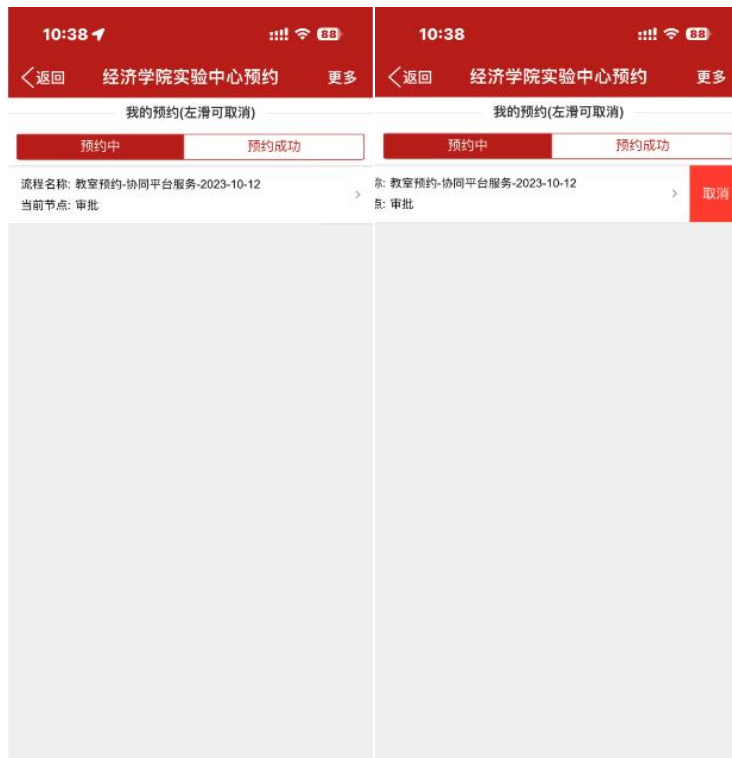 10:38
88
返回 经济学院实验中心预约 更多
我的预约(左滑可取消)
预约中 预约成功
流程名称: 教室预约-协同平台服务-2023-10-12
当前节点: 审批
10:38
88
返回 经济学院实验中心预约 更多
我的预约(左滑可取消)
预约中 预约成功
称: 教室预约-协同平台服务-2023-10-12
点: 审批
取消